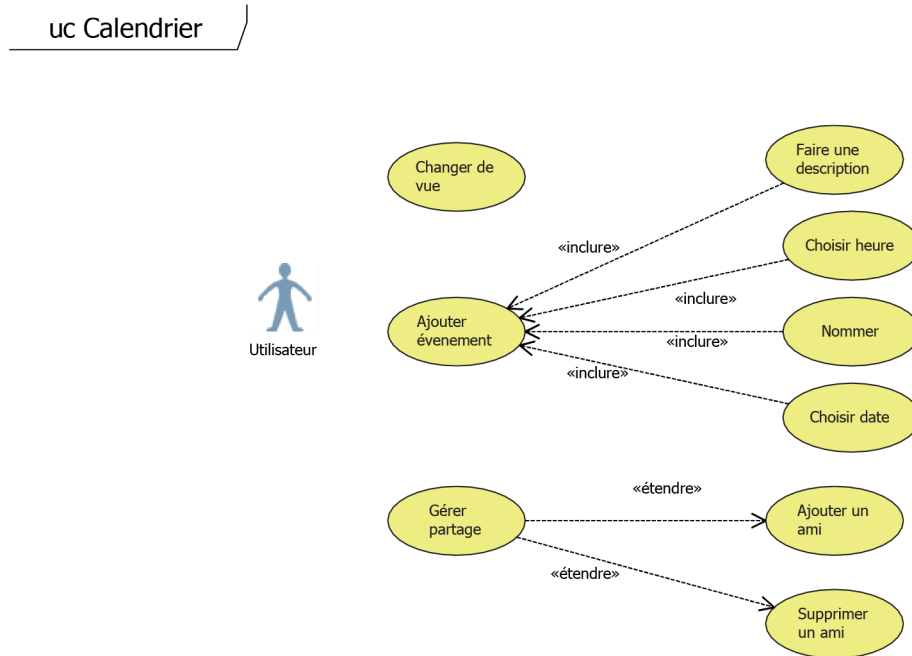 uc Calendrier
Changer de
vue
Faire une
description
«inclure»
Choisir heure
«inclure»
Utilisateur
Ajouter
évenement
«inclure»
Nommer
«inclure»
Choisir date
Gérer
partage
«étendre»
Ajouter un
ami
«étendre»
Supprimer
un ami